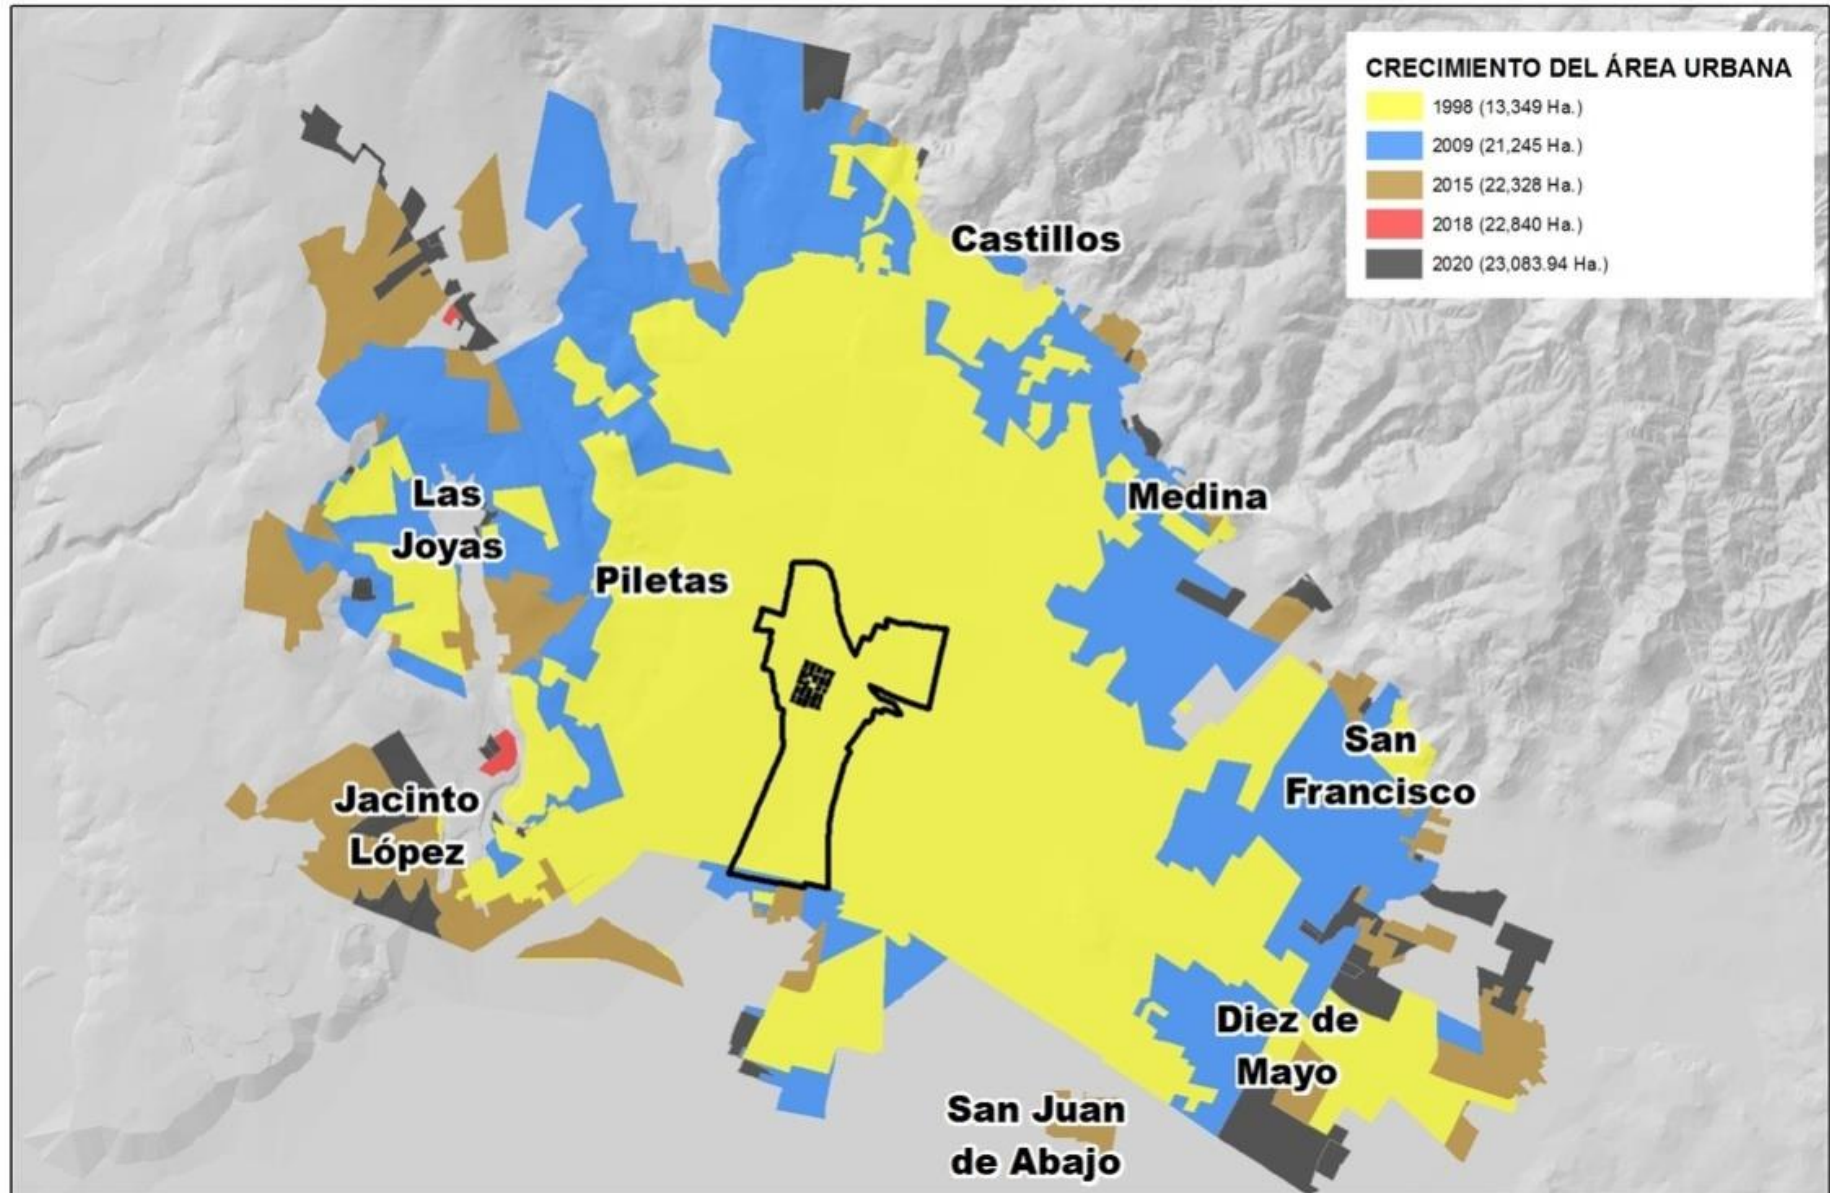 CRECIMIENTO DEL ÁREA URBANA
1998 (13,349 Ha.)
2009 (21,245 Ha.)
2015 (22,328 Ha.)
2018 (22,840 Ha.)
2020 (23,083.94 Ha.)
Castillos
Las
Joyas
Medina
Piletas
San
Francisco
Jacinto
López
Diez de
Mayo
San Juan
de Abajo